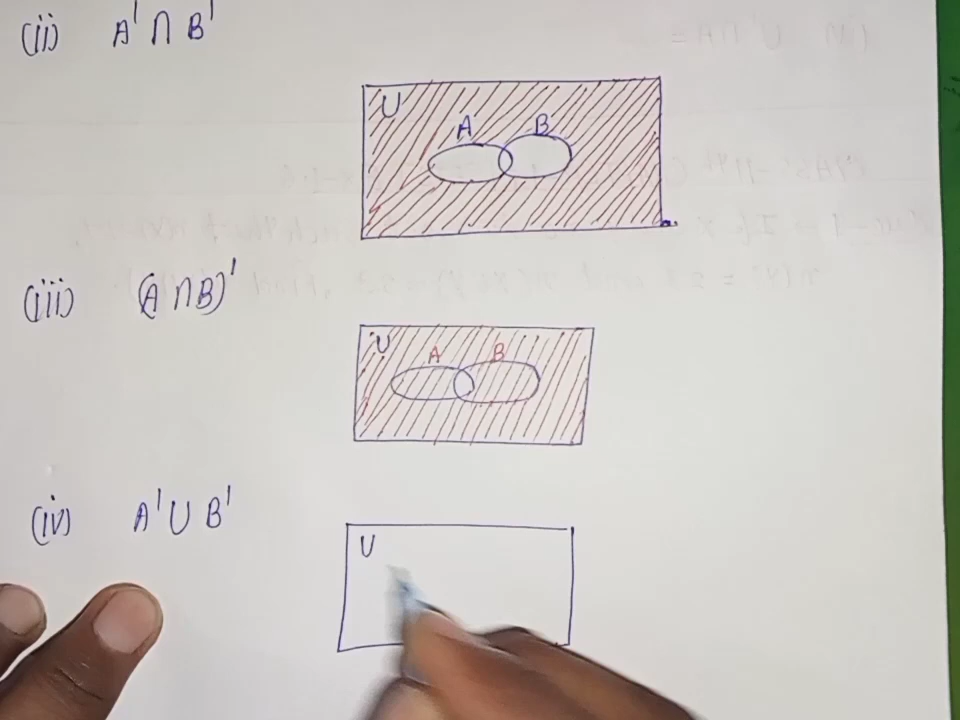 (ii) A' ∩ B'
U
A B
(iii) (A ∩ B)'
U
A B
(iv) A' ∪ B'
U